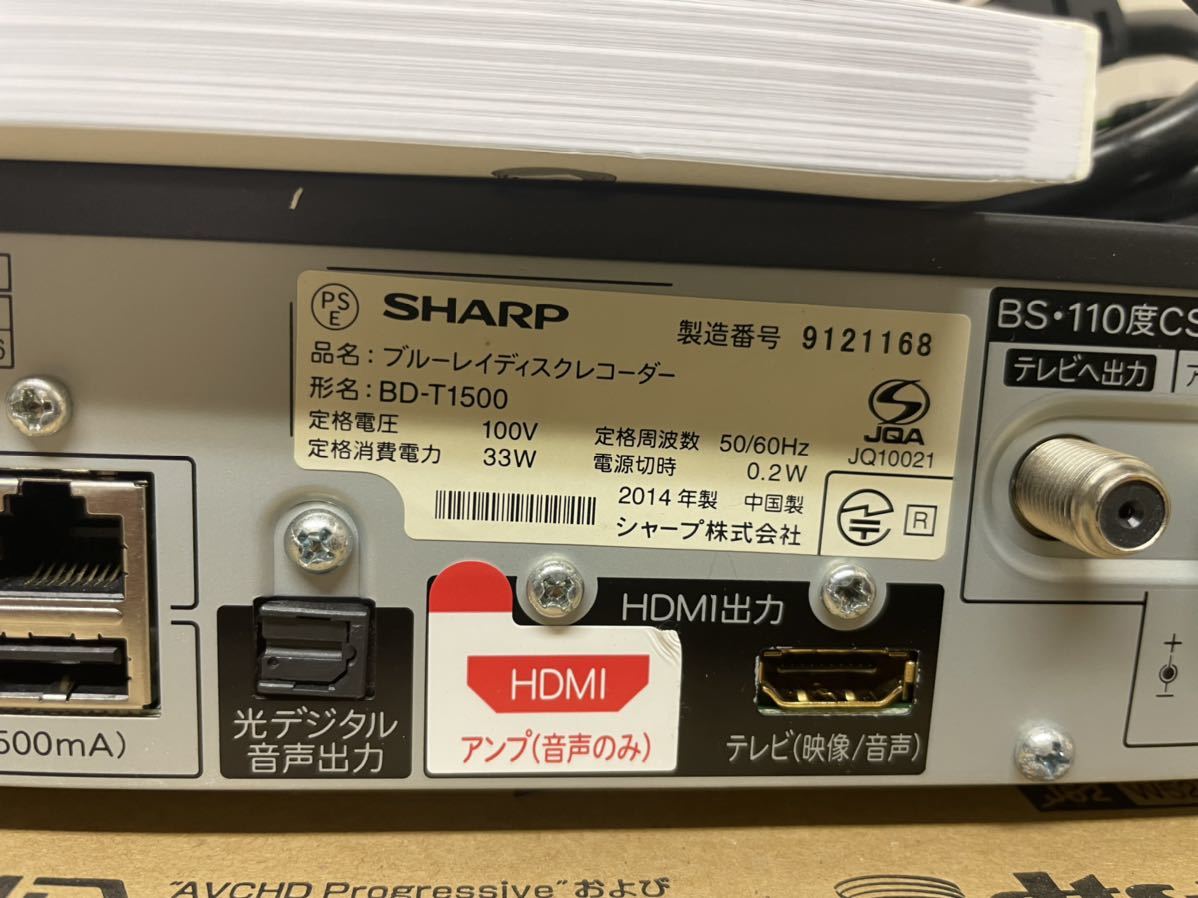 PS
E
SHARP
製造番号 9121168
品名：ブルーレイディスクレコーダー
形名：BD-T1500
定格電圧 100V 定格周波数 50/60Hz
定格消費電力 33W 電源切時 0.2W
JQA
JQ10021
2014年製 中国製
シャープ株式会社
R
BS・110度CS
テレビへ出力
6
500mA)
光デジタル
音声出力
HDMI出力
HDMI
アンプ(音声のみ)
テレビ(映像/音声)
+
"AVCHD Progressive"および